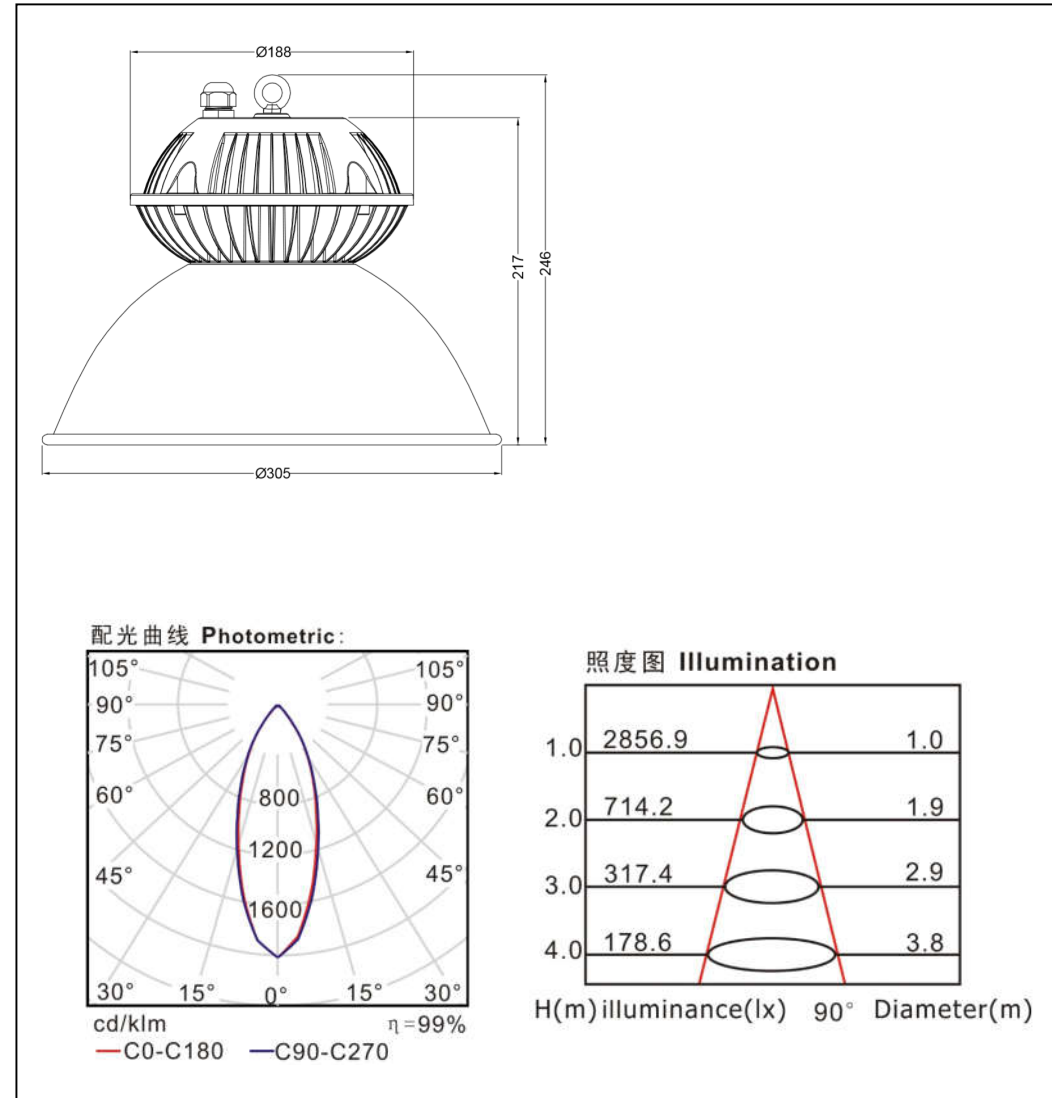 Ø188
217
246
Ø305
配光曲线 Photometric:
105° 105°
90° 90°
75° 75°
60° 800 60°
1200
45° 45°
1600
30° 15° 0° 15° 30°
cd/klm η=99%
C0-C180 C90-C270
照度图 Illumination
1.0 2856.9 1.0
2.0 714.2 1.9
3.0 317.4 2.9
4.0 178.6 3.8
H(m) illuminance(lx) 90° Diameter(m)